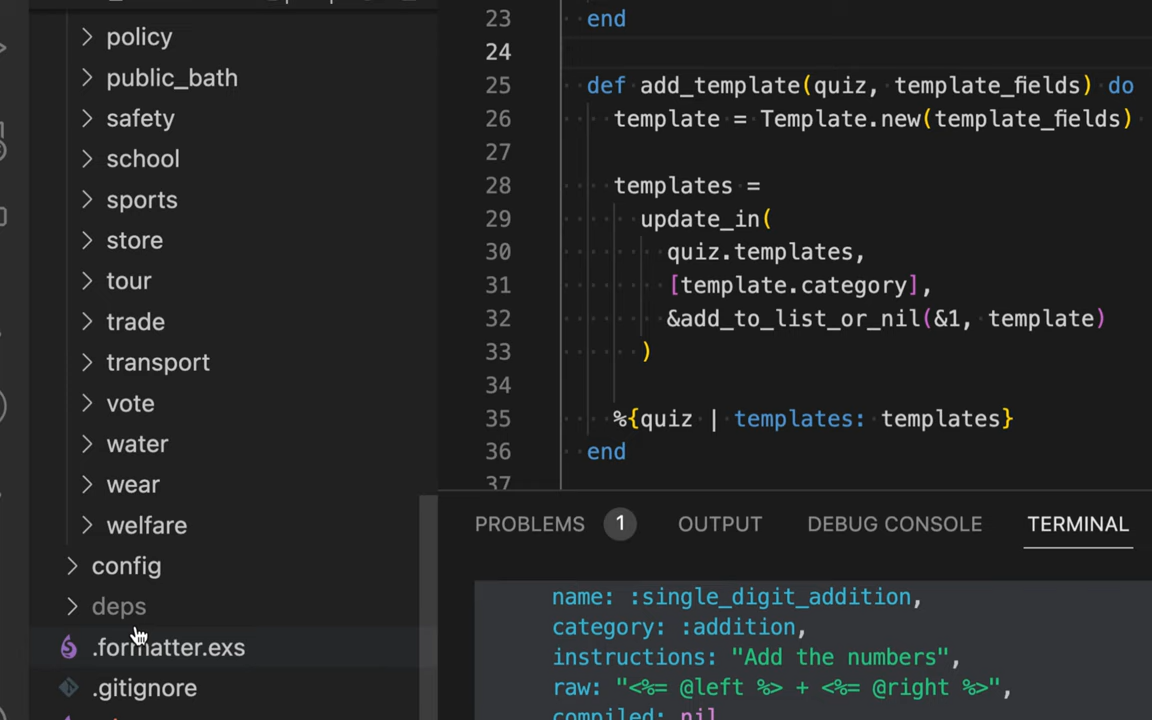 policy
public_bath
safety
school
sports
store
tour
trade
transport
vote
water
wear
welfare
config
deps
.formatter.exs
.gitignore
23 end
24
25 def add_template(quiz, template_fields) do
26 template = Template.new(template_fields)
27
28 templates =
29 update_in(
30 quiz.templates,
31 [template.category],
32 &add_to_list_or_nil(&1, template)
33 )
34
35 %{quiz | templates: templates}
36 end
37
PROBLEMS 1 OUTPUT DEBUG CONSOLE TERMINAL
name: :single_digit_addition,
category: :addition,
instructions: "Add the numbers",
raw: "<%= @left %> + <%= @right %>",
compiled: nil